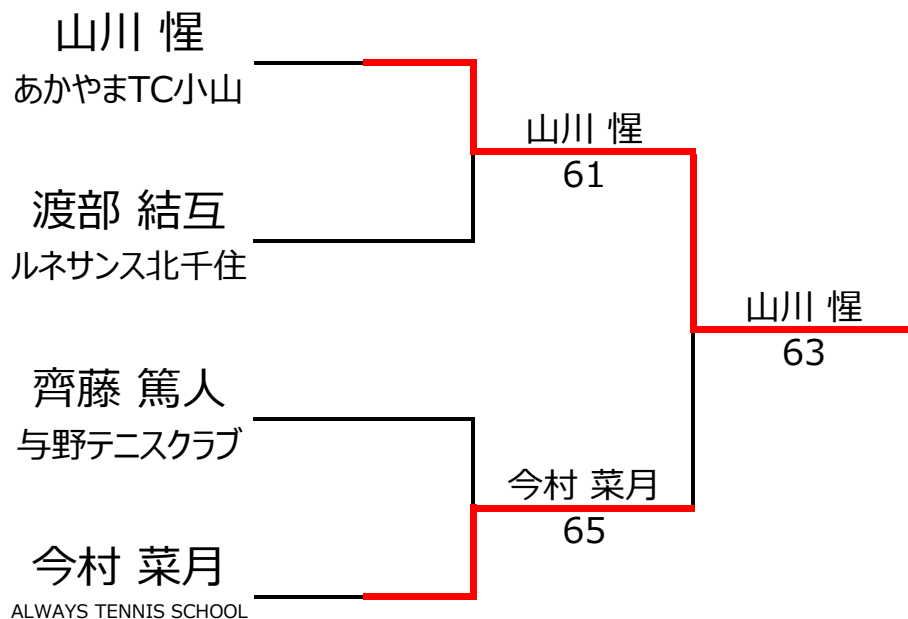 山川 惺
あかやまTC小山
山川 惺
61
渡部 結互
ルネサンス北千住
山川 惺
63
齊藤 篤人
与野テニスクラブ
今村 菜月
65
今村 菜月
ALWAYS TENNIS SCHOOL